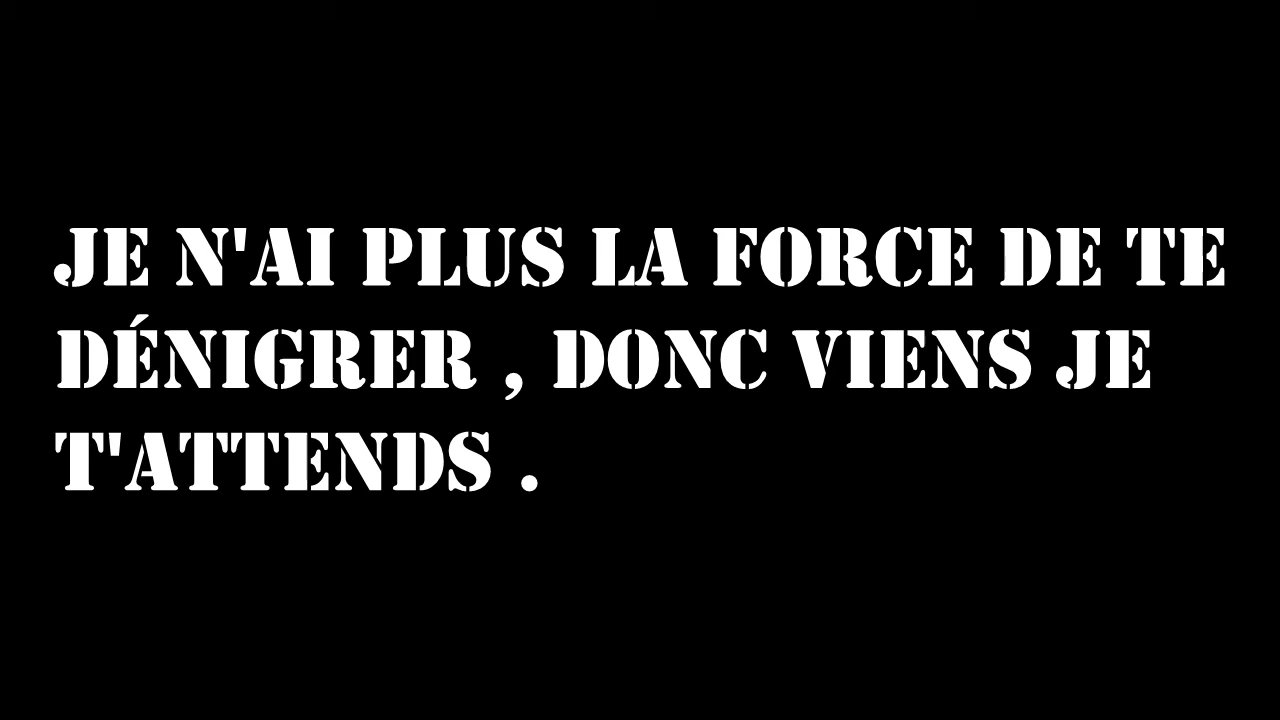 JE N'AI PLUS LA FORCE DE TE
DÉNIGRER , DONC VIENS JE
T'ATTENDS .